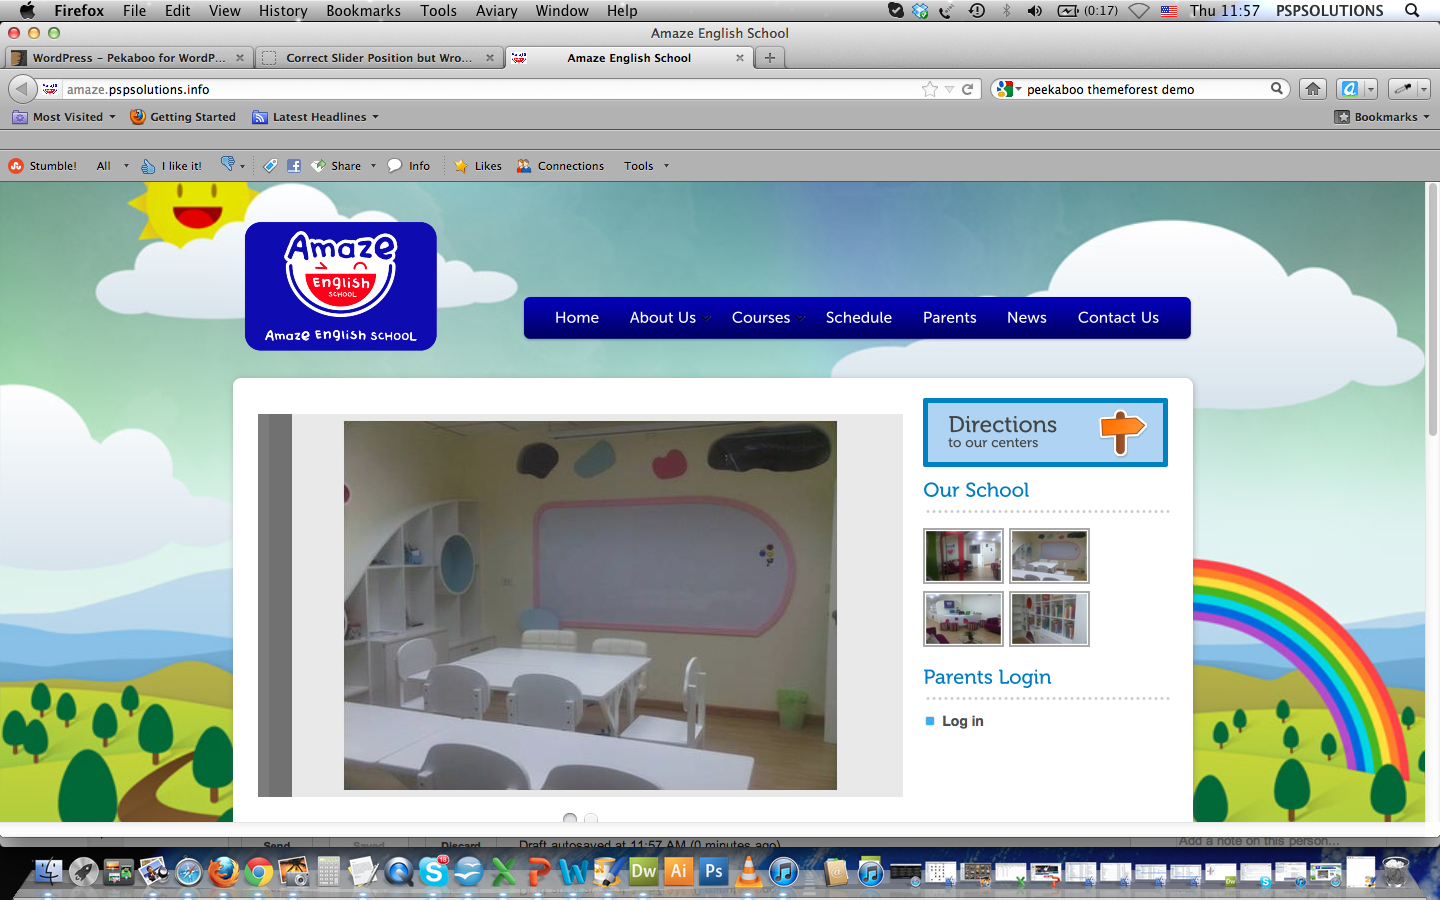 Firefox File Edit View History Bookmarks Tools Aviary Window Help (0:17) Thu 11:57 PSPSOLUTIONS
Amaze English School
WordPress – Pekaboo for WordP... Correct Slider Position but Wro... Amaze English School
amaze.pspsolutions.info peekaboo themeforest demo
Most Visited Getting Started Latest Headlines Bookmarks
Stumble! All I like it! Share Info Likes Connections Tools
Amaze
English
SCHOOL
Amaze English SCHOOL
Home About Us Courses Schedule Parents News Contact Us
Directions
to our centers
Our School
Parents Login
Log in
Send Saved Discard Draft autosaved at 11:57 AM (0 minutes ago) Add a note on this person...
18
Dw Ai Ps